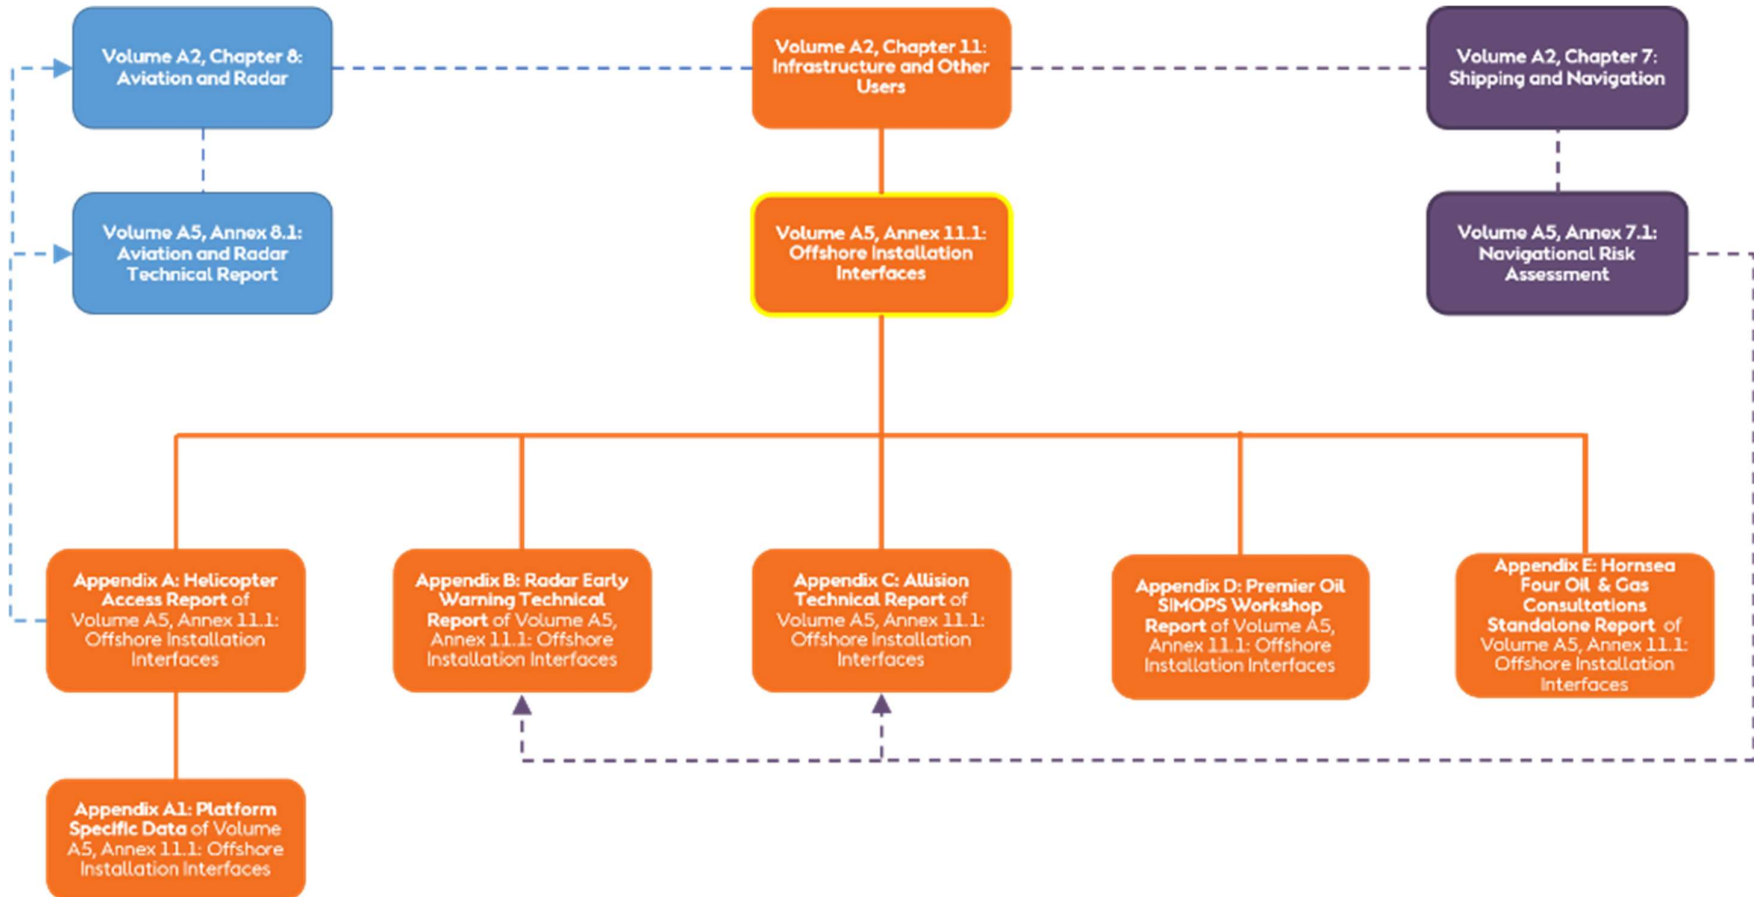 Volume A2, Chapter 8:
Aviation and Radar
Volume A2, Chapter 11:
Infrastructure and Other
Users
Volume A2, Chapter 7:
Shipping and Navigation
Volume A5, Annex 8.1:
Aviation and Radar
Technical Report
Volume A5, Annex 11.1:
Offshore Installation
Interfaces
Volume A5, Annex 7.1:
Navigational Risk
Assessment
Appendix A: Helicopter
Access Report of
Volume A5, Annex 11.1:
Offshore Installation
Interfaces
Appendix B: Radar Early
Warning Technical
Report of Volume A5,
Annex 11.1: Offshore
Installation Interfaces
Appendix C: Allision
Technical Report of
Volume A5, Annex 11.1:
Offshore Installation
Interfaces
Appendix D: Premier Oil
SIMOPS Workshop
Report of Volume A5,
Annex 11.1: Offshore
Installation Interfaces
Appendix E: Hornsea
Four Oil & Gas
Consultations
Standalone Report of
Volume A5, Annex 11.1:
Offshore Installation
Interfaces
Appendix A1: Platform
Specific Data of Volume
A5, Annex 11.1: Offshore
Installation Interfaces